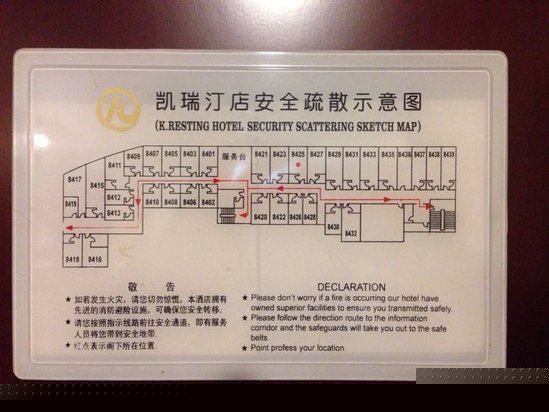 凯瑞汀店安全疏散示意图
(K.RESTING HOTEL SECURITY SCATTERING SKETCH MAP)
8417
8415
8411
8409
8407
8405
8403
8401
服务台
8421
8423
8425
8427
8429
8431
8433
8435
8436
8437
8438
8439
8419
8412
8413
8410
8408
8406
8402
8420
8422
8426
8428
8430
8432
8418
8416
敬 告
★ 如若发生火灾，请您切勿惊慌，本酒店拥有
先进的消防避险设施，可确保您安全转移.
★ 请您按照指示线路前往安全通道，即有服务
人员将您带到安全地带.
★ 红点表示阁下所在位置.
DECLARATION
★ Please don't worry if a fire is occurring our hotel have
owned superior facilities to ensure you transmitted safely.
★ Please follow the direction route to the information
corridor and the safeguards will take you out to the safe
belts.
★ Point profess your location.